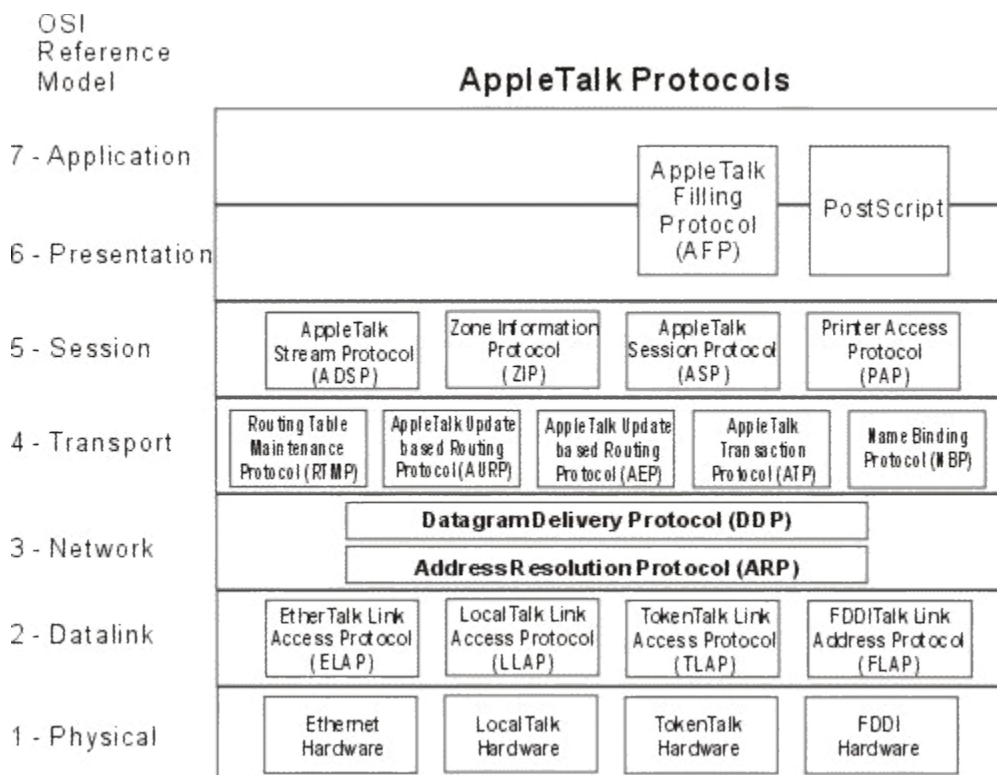 OSI
Reference
Model
AppleTalk Protocols
7 - Application
AppleTalk
Filling
Protocol
(AFP)
PostScript
6 - Presentation
5 - Session
AppleTalk
Stream Protocol
(ADSP)
Zone Information
Protocol
(ZIP)
AppleTalk
Session Protocol
(ASP)
Printer Access
Protocol
(PAP)
4 - Transport
Routing Table
Maintenance
Protocol (RTMP)
AppleTalk Update
based Routing
Protocol (AURP)
AppleTalk Update
based Routing
Protocol (AEP)
AppleTalk
Transaction
Protocol (ATP)
Name Binding
Protocol (NBP)
3 - Network
Datagram Delivery Protocol (DDP)
Address Resolution Protocol (ARP)
2 - Datalink
EtherTalk Link
Access Protocol
(ELAP)
LocalTalk Link
Access Protocol
(LLAP)
TokenTalk Link
Access Protocol
(TLAP)
FDDITalk Link
Address Protocol
(FLAP)
1 - Physical
Ethernet
Hardware
LocalTalk
Hardware
TokenTalk
Hardware
FDDI
Hardware